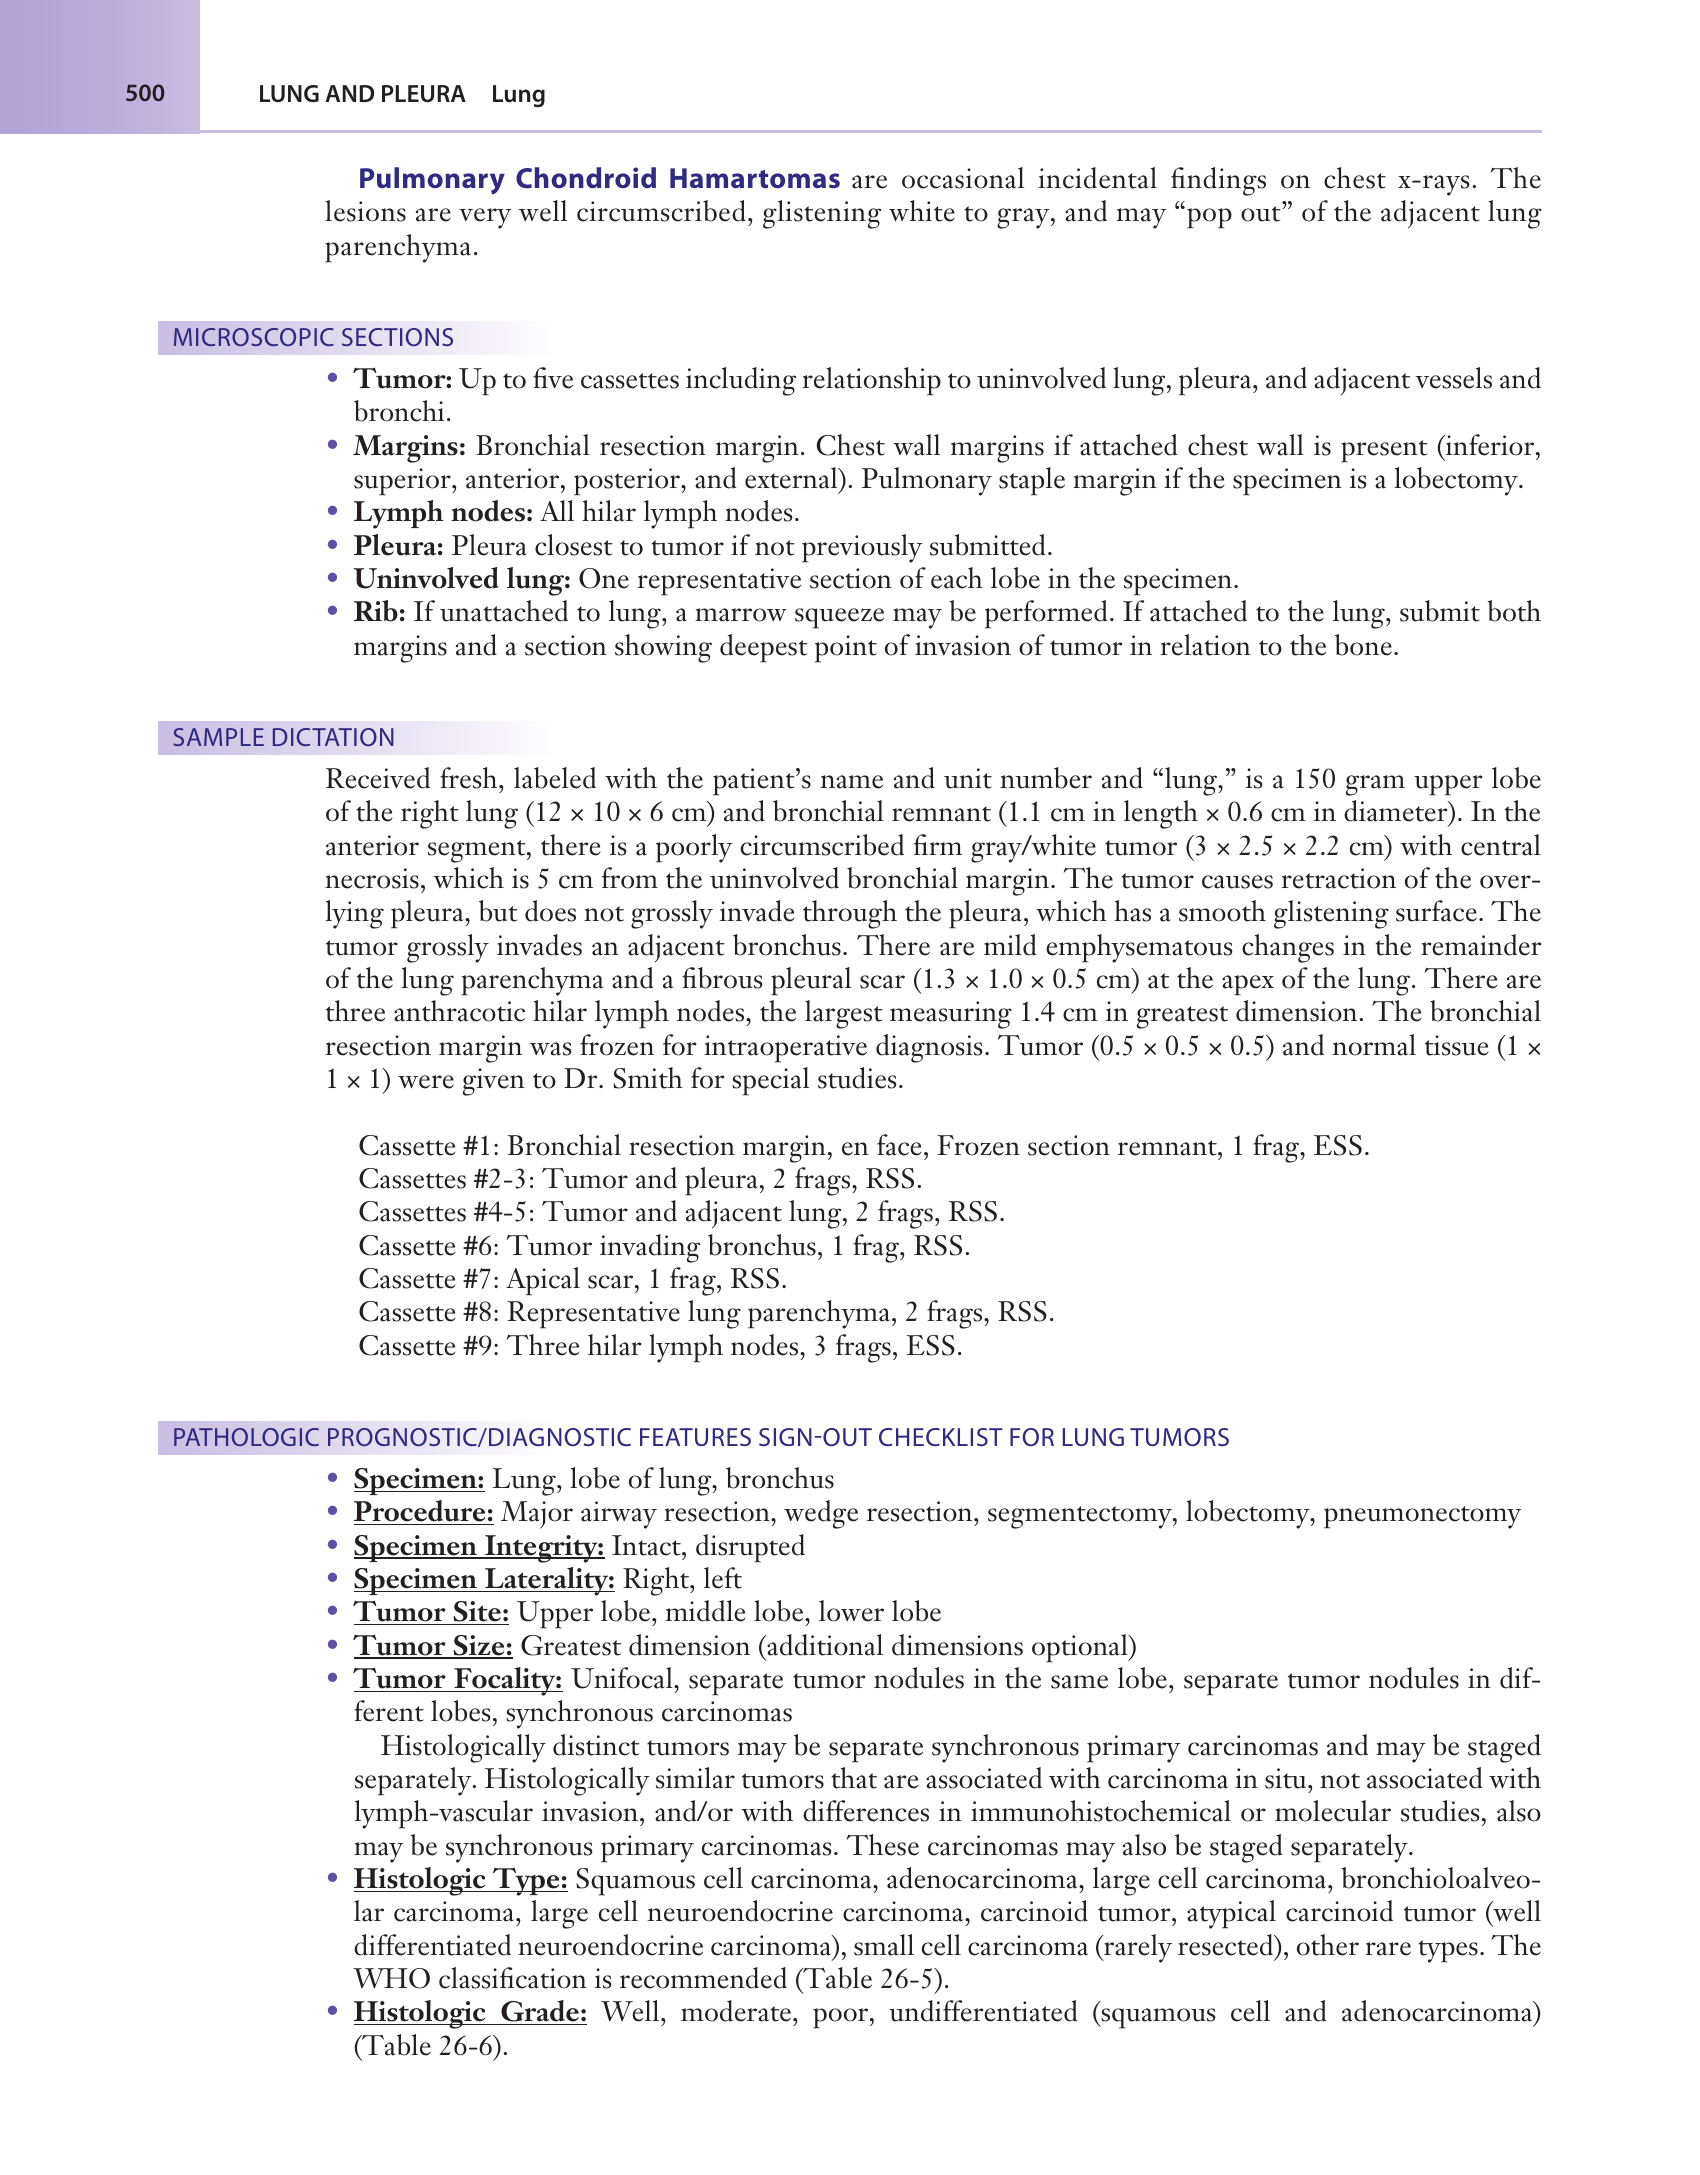 500 LUNG AND PLEURA Lung
Pulmonary Chondroid Hamartomas are occasional incidental findings on chest x-rays. The
lesions are very well circumscribed, glistening white to gray, and may “pop out” of the adjacent lung
parenchyma.
MICROSCOPIC SECTIONS
• Tumor: Up to five cassettes including relationship to uninvolved lung, pleura, and adjacent vessels and
bronchi.
• Margins: Bronchial resection margin. Chest wall margins if attached chest wall is present (inferior,
superior, anterior, posterior, and external). Pulmonary staple margin if the specimen is a lobectomy.
• Lymph nodes: All hilar lymph nodes.
• Pleura: Pleura closest to tumor if not previously submitted.
• Uninvolved lung: One representative section of each lobe in the specimen.
• Rib: If unattached to lung, a marrow squeeze may be performed. If attached to the lung, submit both
margins and a section showing deepest point of invasion of tumor in relation to the bone.
SAMPLE DICTATION
Received fresh, labeled with the patient’s name and unit number and “lung,” is a 150 gram upper lobe
of the right lung (12 × 10 × 6 cm) and bronchial remnant (1.1 cm in length × 0.6 cm in diameter). In the
anterior segment, there is a poorly circumscribed firm gray/white tumor (3 × 2.5 × 2.2 cm) with central
necrosis, which is 5 cm from the uninvolved bronchial margin. The tumor causes retraction of the over-
lying pleura, but does not grossly invade through the pleura, which has a smooth glistening surface. The
tumor grossly invades an adjacent bronchus. There are mild emphysematous changes in the remainder
of the lung parenchyma and a fibrous pleural scar (1.3 × 1.0 × 0.5 cm) at the apex of the lung. There are
three anthracotic hilar lymph nodes, the largest measuring 1.4 cm in greatest dimension. The bronchial
resection margin was frozen for intraoperative diagnosis. Tumor (0.5 × 0.5 × 0.5) and normal tissue (1 ×
1 × 1) were given to Dr. Smith for special studies.
Cassette #1: Bronchial resection margin, en face, Frozen section remnant, 1 frag, ESS.
Cassettes #2-3: Tumor and pleura, 2 frags, RSS.
Cassettes #4-5: Tumor and adjacent lung, 2 frags, RSS.
Cassette #6: Tumor invading bronchus, 1 frag, RSS.
Cassette #7: Apical scar, 1 frag, RSS.
Cassette #8: Representative lung parenchyma, 2 frags, RSS.
Cassette #9: Three hilar lymph nodes, 3 frags, ESS.
PATHOLOGIC PROGNOSTIC/DIAGNOSTIC FEATURES SIGN-OUT CHECKLIST FOR LUNG TUMORS
• Specimen: Lung, lobe of lung, bronchus
• Procedure: Major airway resection, wedge resection, segmentectomy, lobectomy, pneumonectomy
• Specimen Integrity: Intact, disrupted
• Specimen Laterality: Right, left
• Tumor Site: Upper lobe, middle lobe, lower lobe
• Tumor Size: Greatest dimension (additional dimensions optional)
• Tumor Focality: Unifocal, separate tumor nodules in the same lobe, separate tumor nodules in dif-
ferent lobes, synchronous carcinomas
Histologically distinct tumors may be separate synchronous primary carcinomas and may be staged
separately. Histologically similar tumors that are associated with carcinoma in situ, not associated with
lymph-vascular invasion, and/or with differences in immunohistochemical or molecular studies, also
may be synchronous primary carcinomas. These carcinomas may also be staged separately.
• Histologic Type: Squamous cell carcinoma, adenocarcinoma, large cell carcinoma, bronchioloalveo-
lar carcinoma, large cell neuroendocrine carcinoma, carcinoid tumor, atypical carcinoid tumor (well
differentiated neuroendocrine carcinoma), small cell carcinoma (rarely resected), other rare types. The
WHO classification is recommended (Table 26-5).
• Histologic Grade: Well, moderate, poor, undifferentiated (squamous cell and adenocarcinoma)
(Table 26-6).